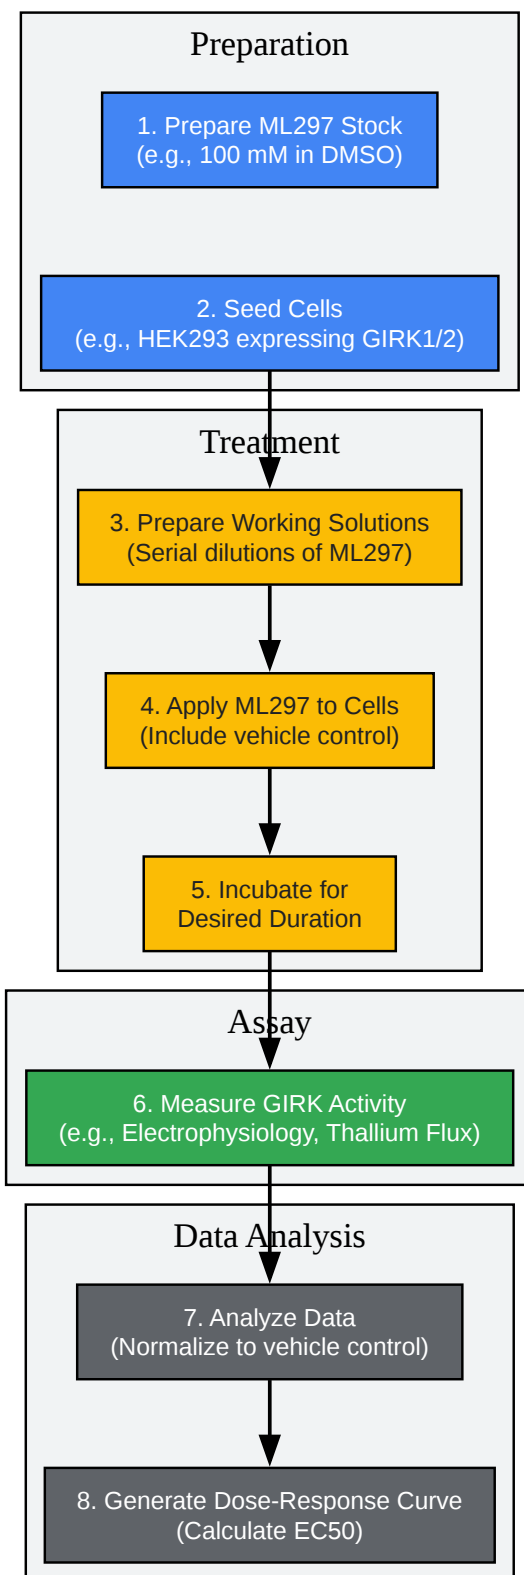 Preparation
1. Prepare ML297 Stock
(e.g., 100 mM in DMSO)
2. Seed Cells
(e.g., HEK293 expressing GIRK1/2)
Treatment
3. Prepare Working Solutions
(Serial dilutions of ML297)
4. Apply ML297 to Cells
(Include vehicle control)
5. Incubate for
Desired Duration
Assay
6. Measure GIRK Activity
(e.g., Electrophysiology, Thallium Flux)
Data Analysis
7. Analyze Data
(Normalize to vehicle control)
8. Generate Dose-Response Curve
(Calculate EC50)